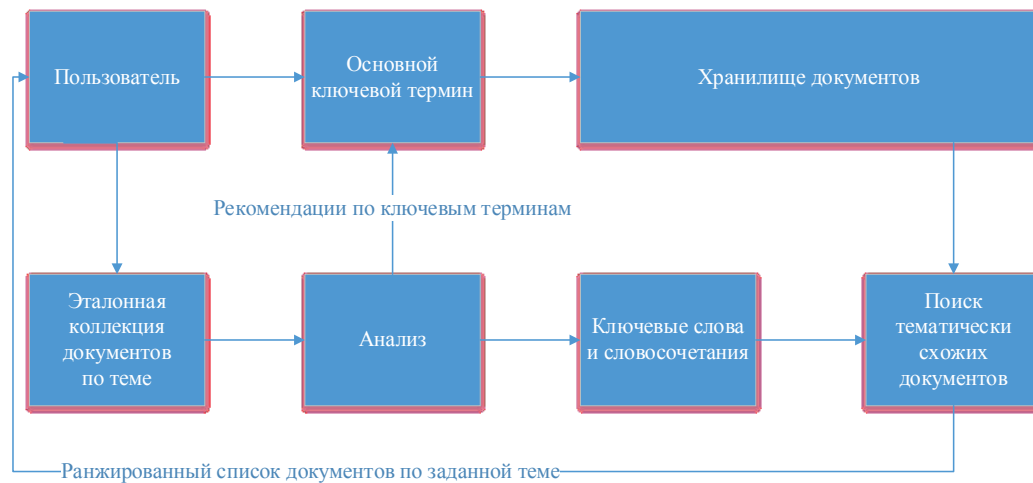 Пользователь
Основной
ключевой термин
Хранилище документов
Рекомендации по ключевым терминам
Эталонная
коллекция
документов
по теме
Анализ
Ключевые слова
и словосочетания
Поиск
тематически
схожих
документов
Ранжированный список документов по заданной теме